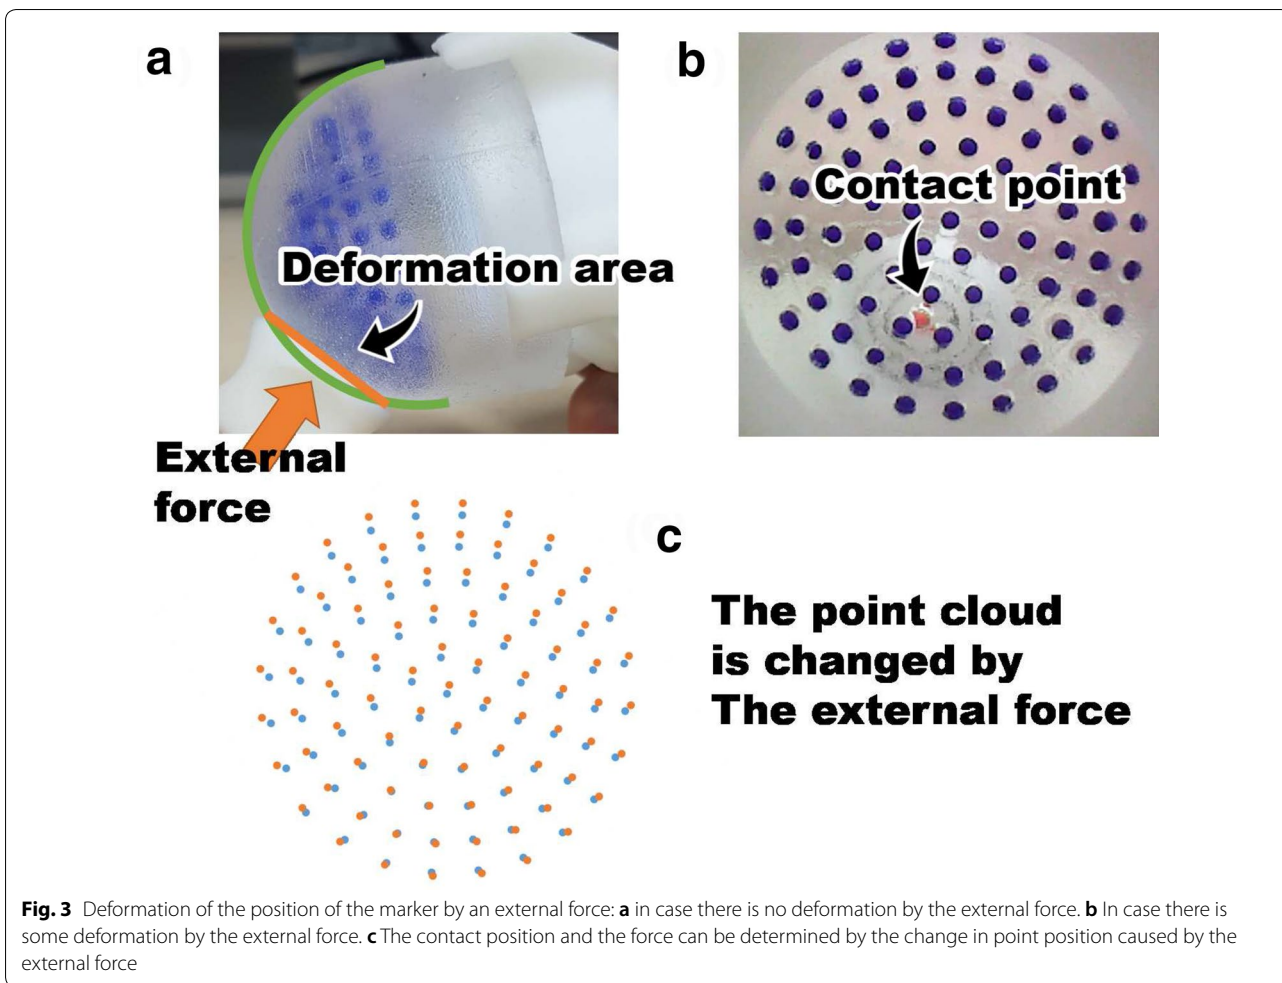 a
b
Contact point
Deformation area
External
force
c
The point cloud
is changed by
The external force
Fig. 3 Deformation of the position of the marker by an external force: a in case there is no deformation by the external force. b In case there is
some deformation by the external force. c The contact position and the force can be determined by the change in point position caused by the
external force